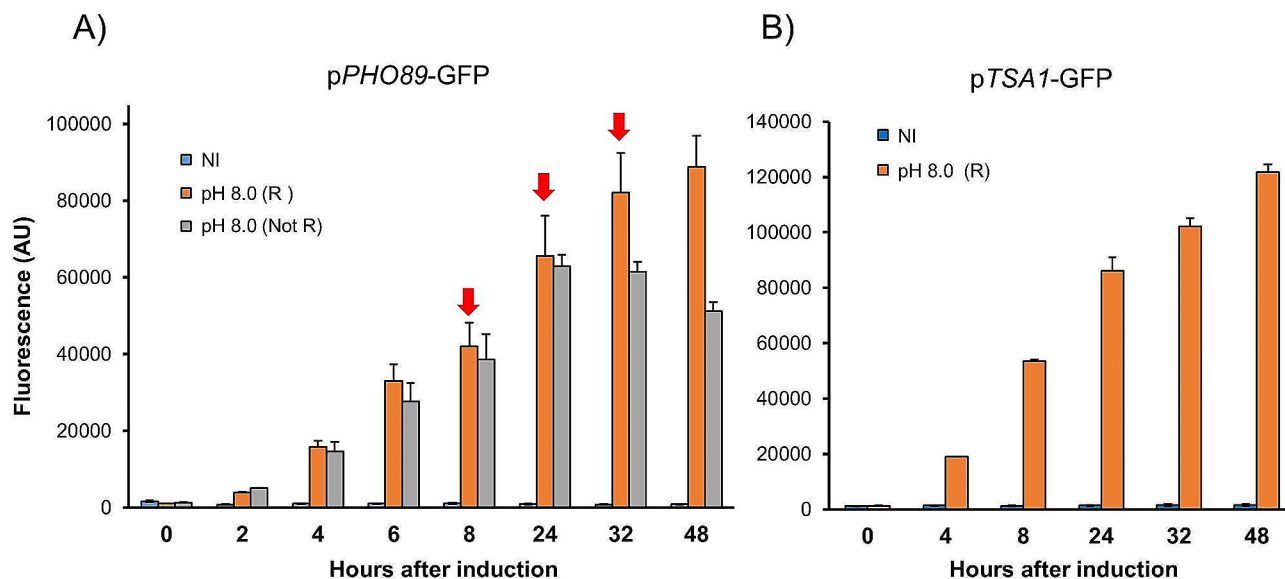 A)
pPHO89-GFP
100000
80000
60000
40000
20000
0
Fluorescence (AU)
NI
pH 8.0 (R )
pH 8.0 (Not R)
0 2 4 6 8 24 32 48
Hours after induction
B)
pTSA1-GFP
140000
120000
100000
80000
60000
40000
20000
0
NI
pH 8.0 (R)
0 4 8 24 32 48
Hours after induction